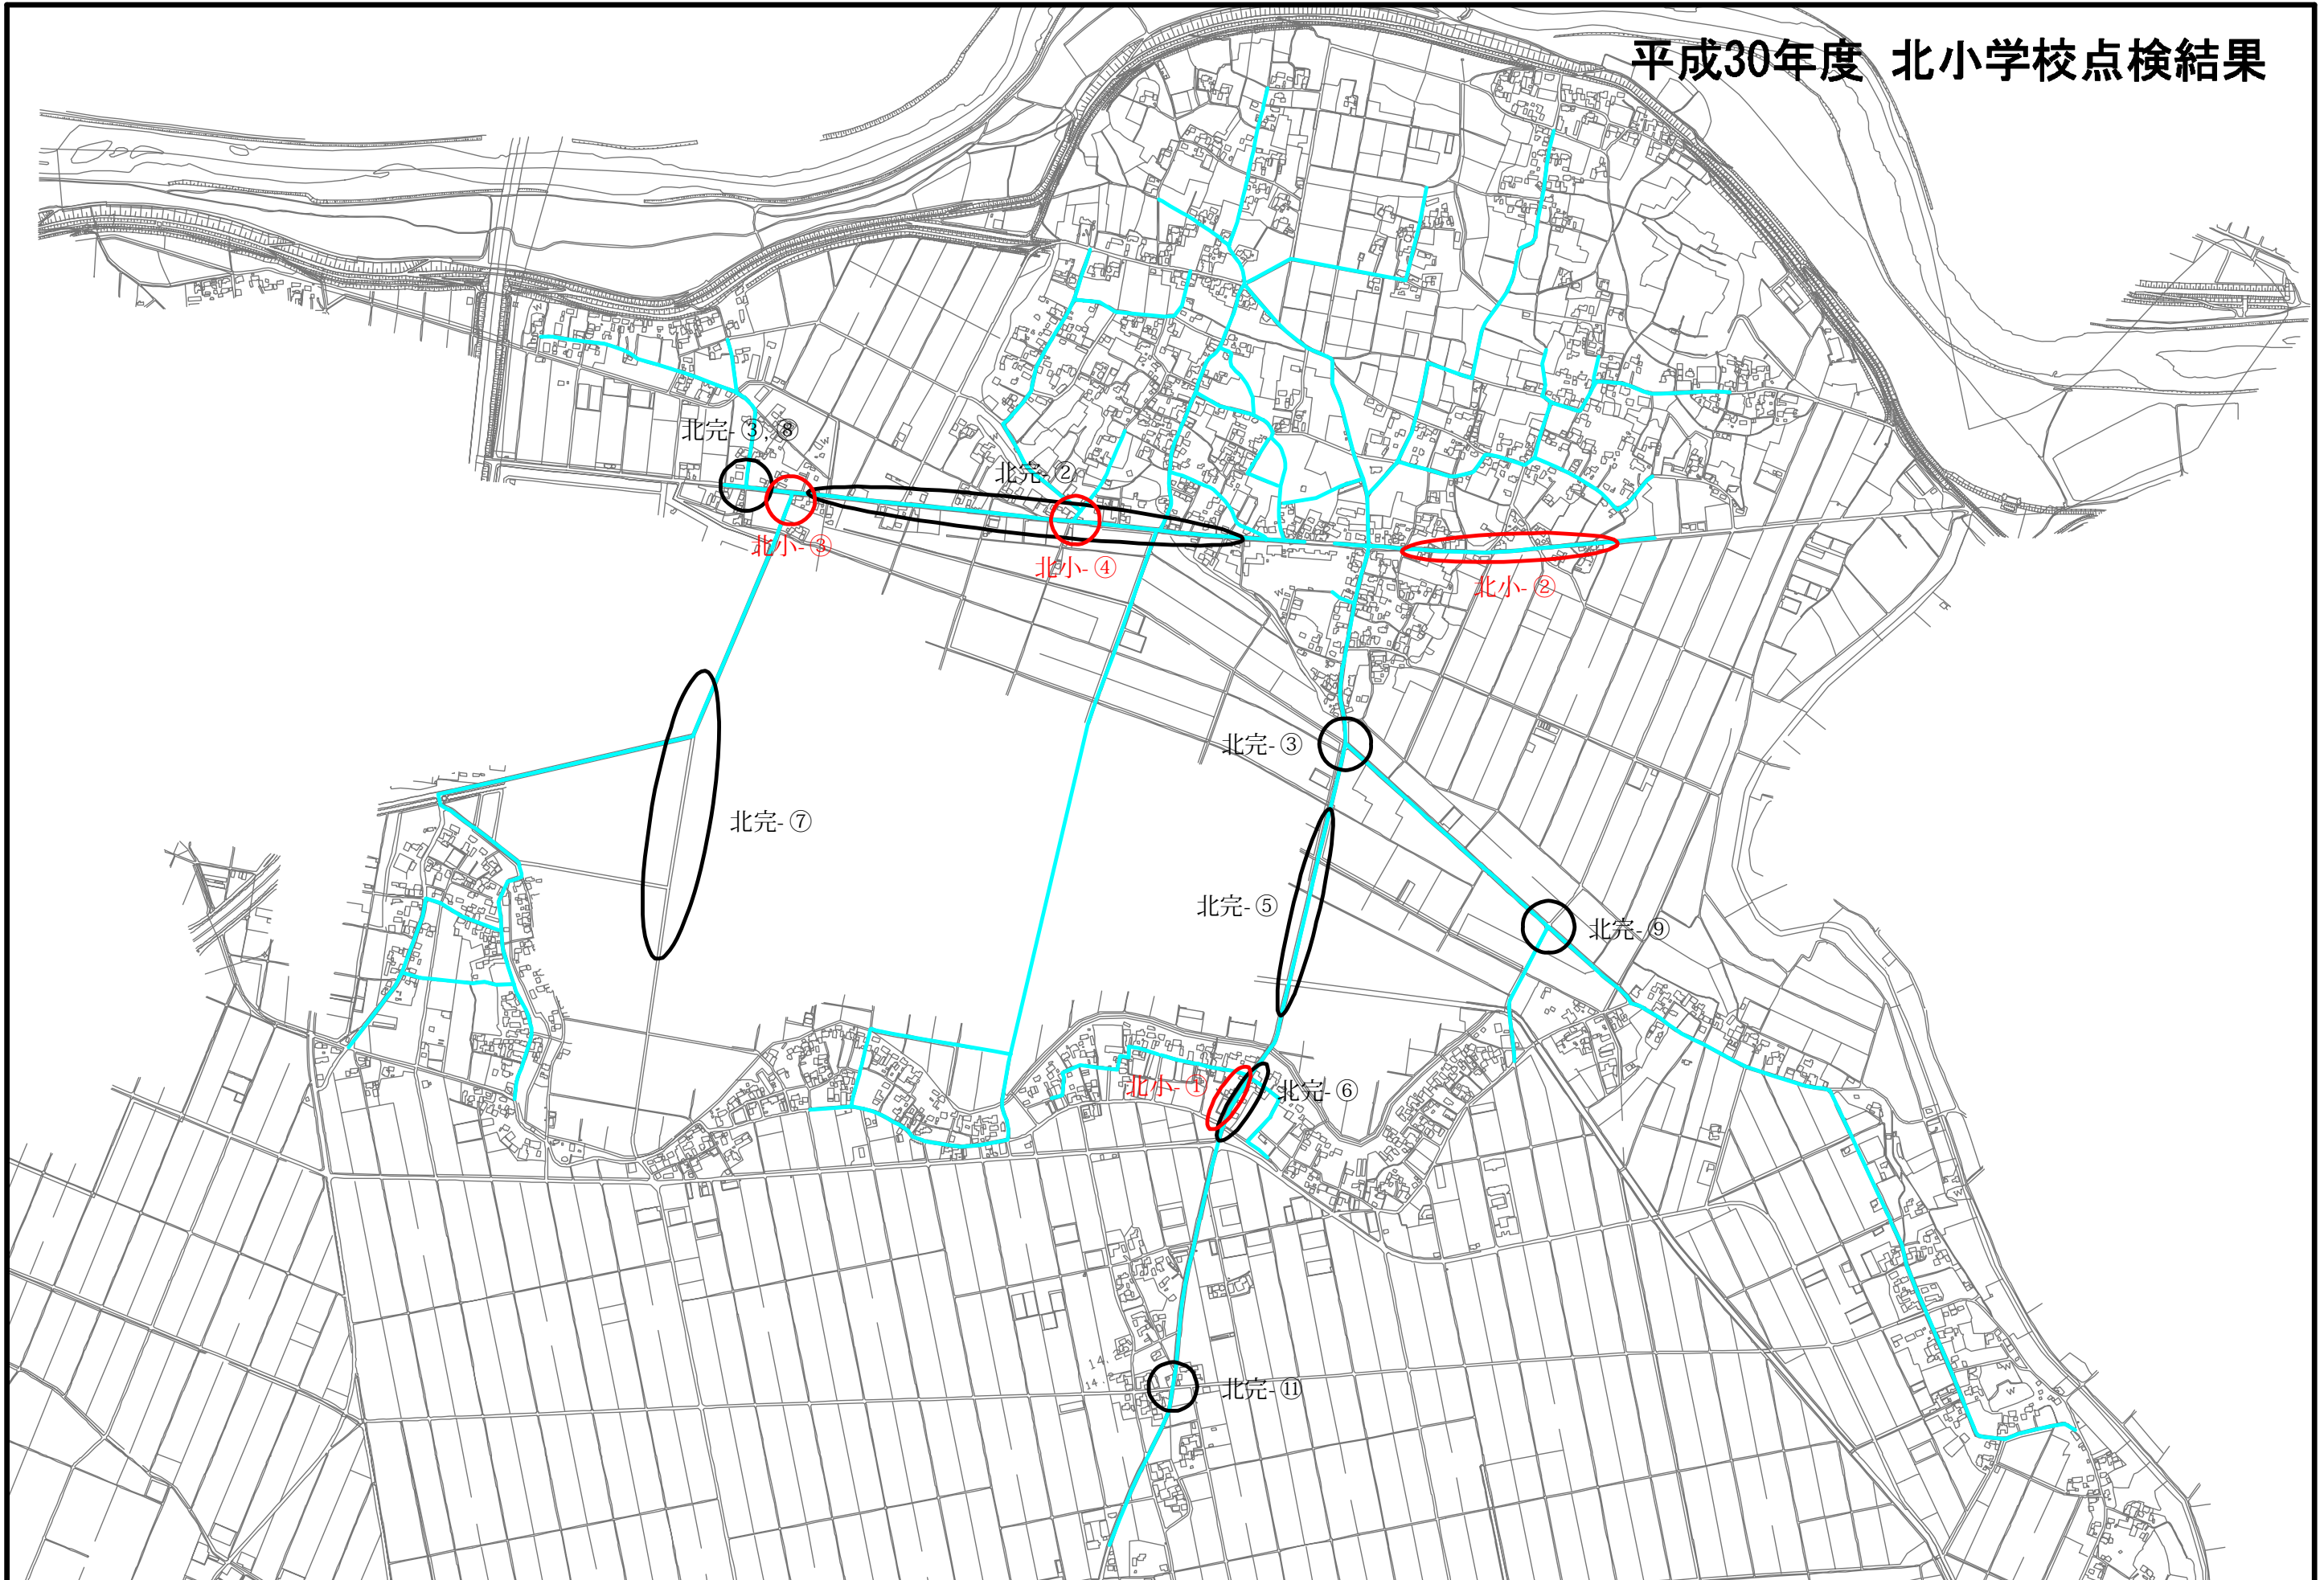 平成30年度 北小学校点検結果
北完-③,⑧
北完-②
北小-③
北小-④
北小-②
北完-③
北完-⑦
北完-⑤
北完-⑨
北小-①
北完-⑥
北完-⑪